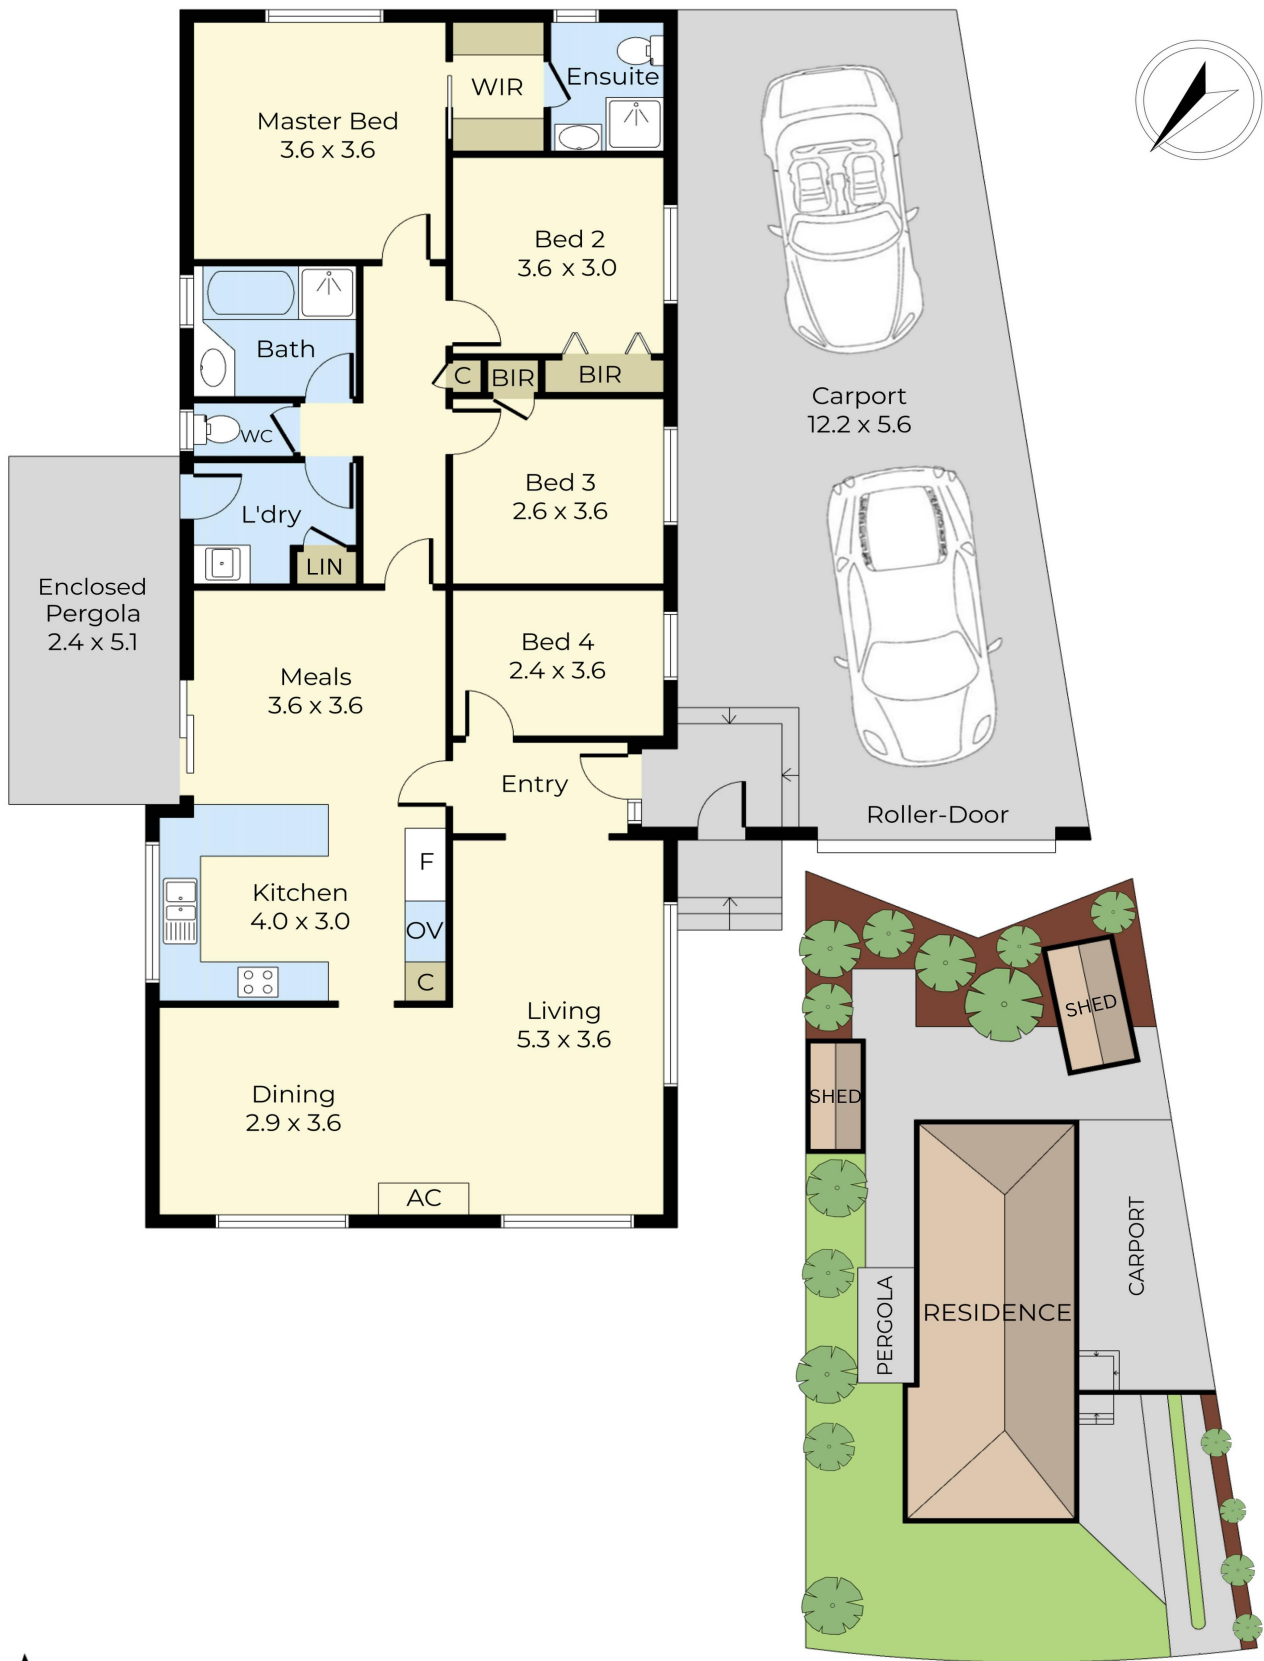 Master Bed
3.6 x 3.6
WIR
Ensuite
Bed 2
3.6 x 3.0
Bath
C
BIR
BIR
Carport
12.2 x 5.6
WC
Bed 3
2.6 x 3.6
L'dry
LIN
Enclosed
Pergola
2.4 x 5.1
Meals
3.6 x 3.6
Bed 4
2.4 x 3.6
Entry
Roller-Door
F
Kitchen
4.0 x 3.0
OV
C
Living
5.3 x 3.6
Dining
2.9 x 3.6
AC
SHED
SHED
CARPORT
PERGOLA
RESIDENCE